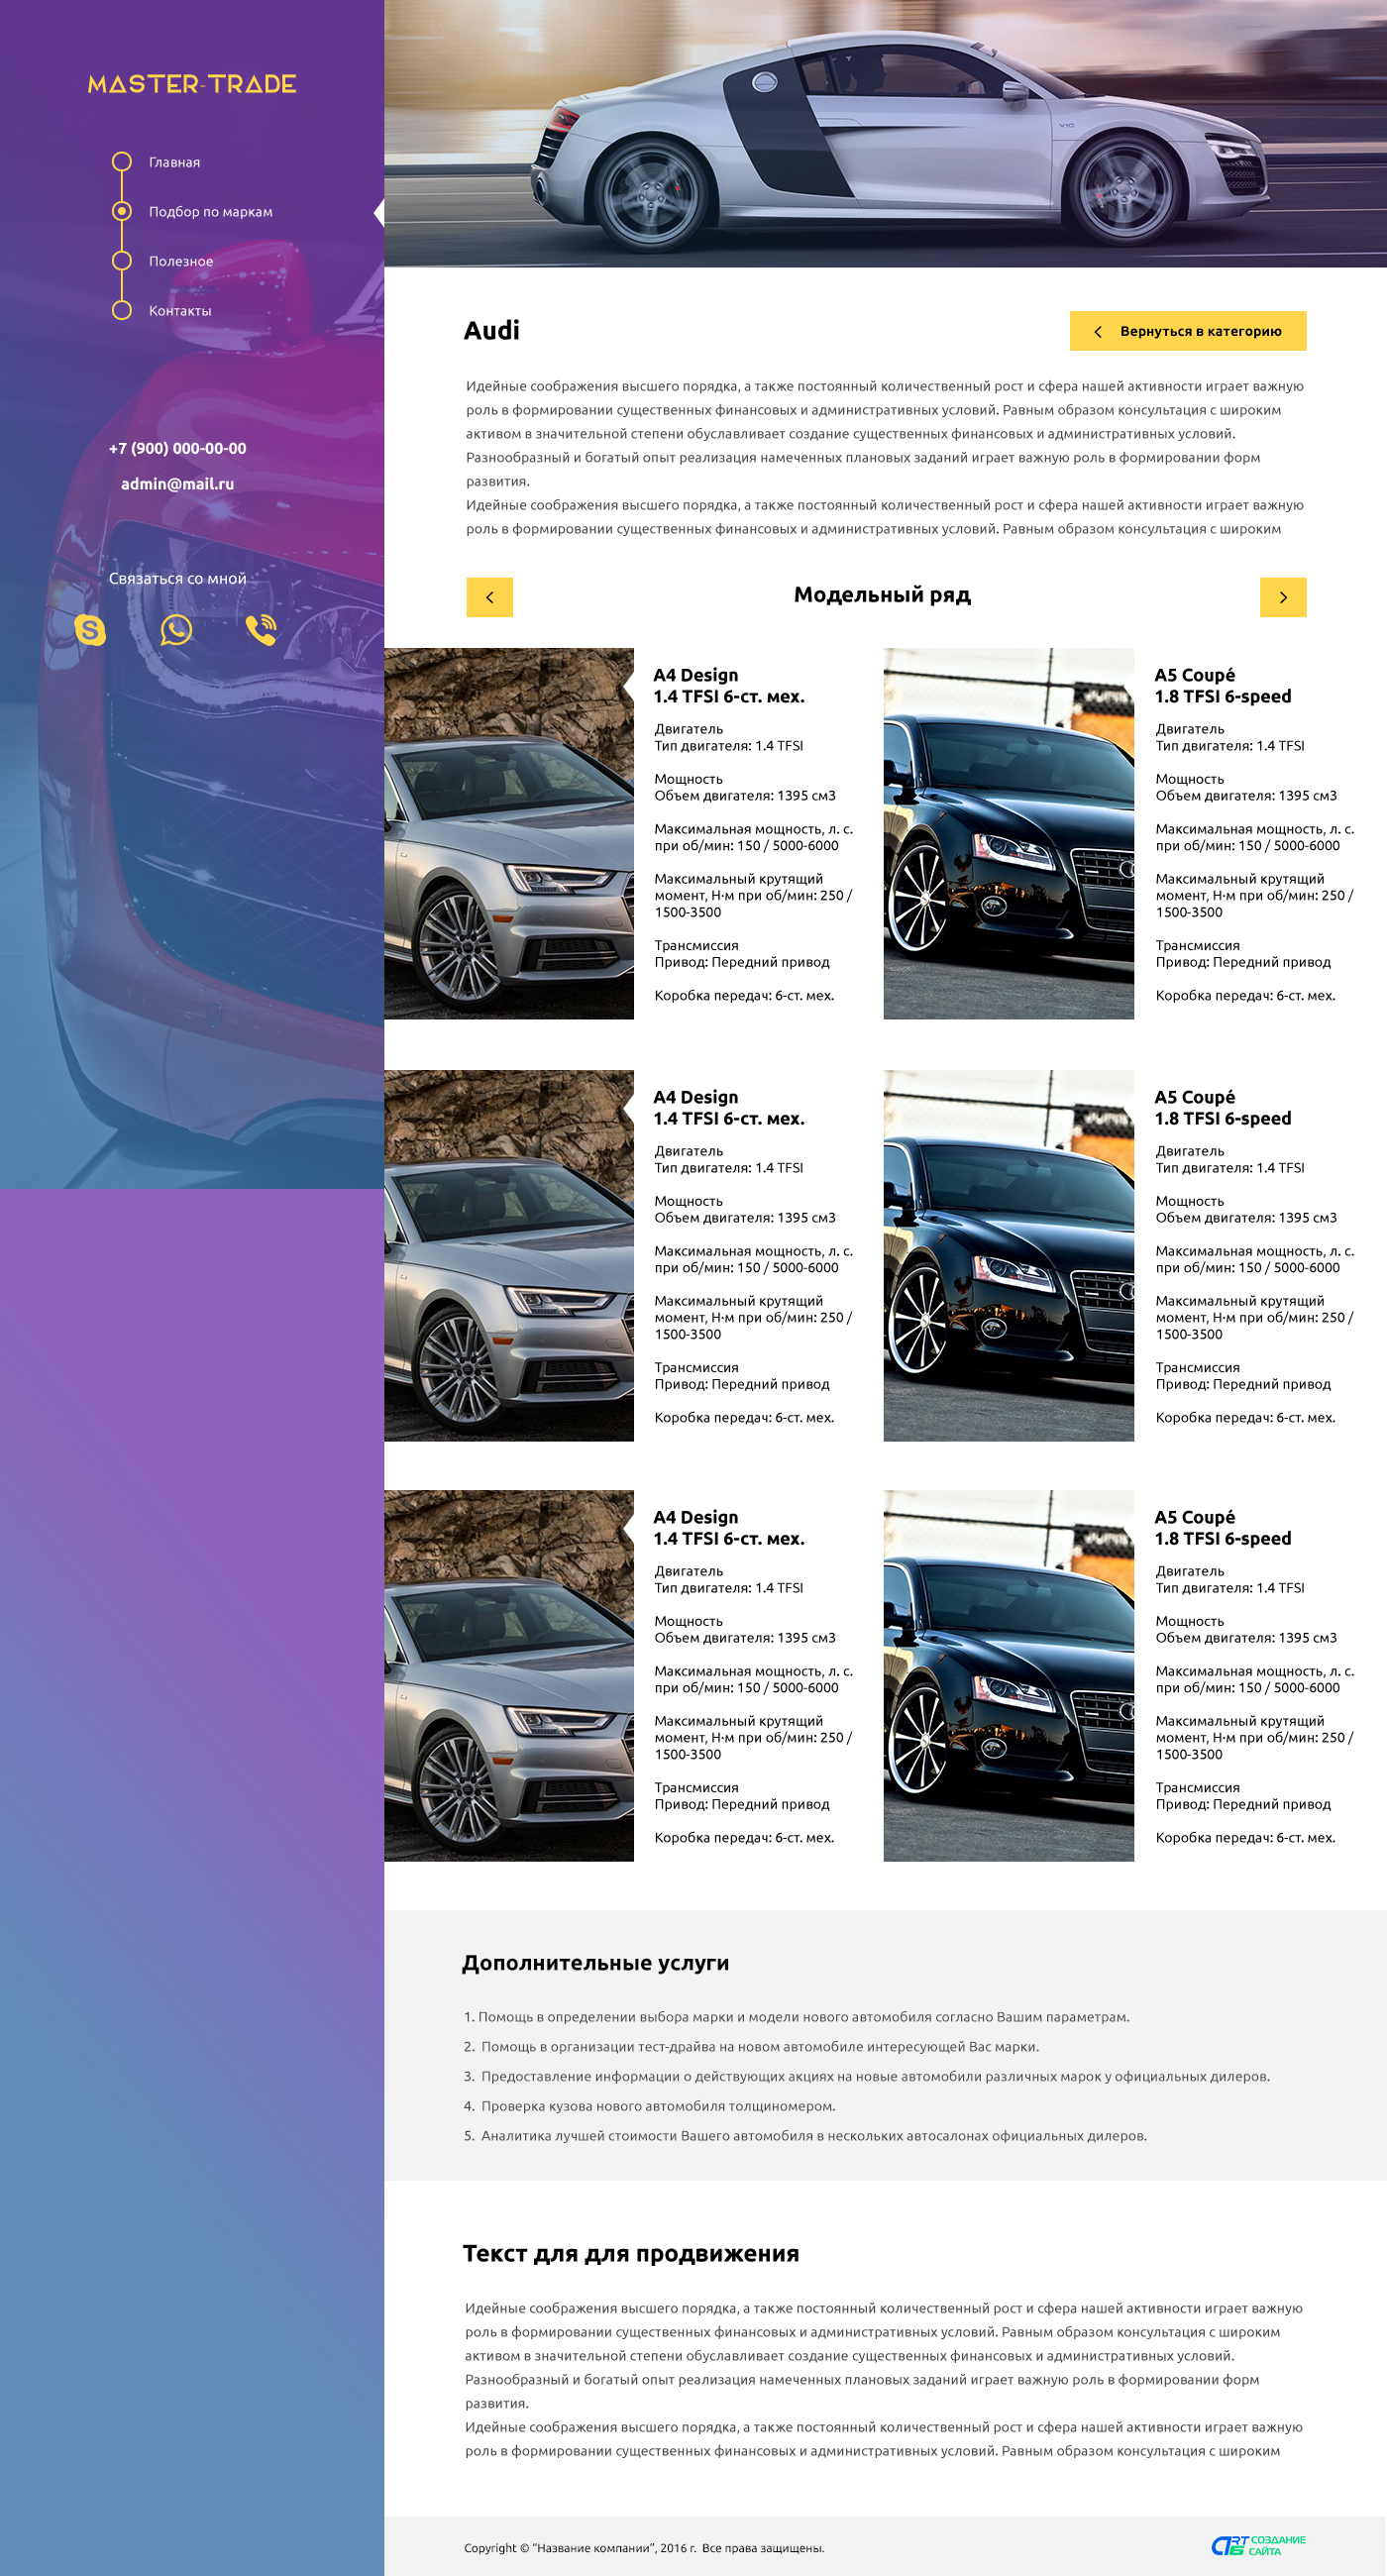 MASTER-TRADE
Главная
Подбор по маркам
Полезное
Контакты
+7 (900) 000-00-00
admin@mail.ru
Связаться со мной
V10
Audi
Вернуться в категорию
Идейные соображения высшего порядка, а также постоянный количественный рост и сфера нашей активности играет важную
роль в формировании существенных финансовых и административных условий. Равным образом консультация с широким
активом в значительной степени обуславливает создание существенных финансовых и административных условий.
Разнообразный и богатый опыт реализация намеченных плановых заданий играет важную роль в формировании форм
развития.
Идейные соображения высшего порядка, а также постоянный количественный рост и сфера нашей активности играет важную
роль в формировании существенных финансовых и административных условий. Равным образом консультация с широким
Модельный ряд
A4 Design
1.4 TFSI 6-ст. мех.
Двигатель
Тип двигателя: 1.4 TFSI
Мощность
Объем двигателя: 1395 см3
Максимальная мощность, л. с.
при об/мин: 150 / 5000-6000
Максимальный крутящий
момент, Н·м при об/мин: 250 /
1500-3500
Трансмиссия
Привод: Передний привод
Коробка передач: 6-ст. мех.
A5 Coupé
1.8 TFSI 6-speed
Двигатель
Тип двигателя: 1.4 TFSI
Мощность
Объем двигателя: 1395 см3
Максимальная мощность, л. с.
при об/мин: 150 / 5000-6000
Максимальный крутящий
момент, Н·м при об/мин: 250 /
1500-3500
Трансмиссия
Привод: Передний привод
Коробка передач: 6-ст. мех.
A4 Design
1.4 TFSI 6-ст. мех.
Двигатель
Тип двигателя: 1.4 TFSI
Мощность
Объем двигателя: 1395 см3
Максимальная мощность, л. с.
при об/мин: 150 / 5000-6000
Максимальный крутящий
момент, Н·м при об/мин: 250 /
1500-3500
Трансмиссия
Привод: Передний привод
Коробка передач: 6-ст. мех.
A5 Coupé
1.8 TFSI 6-speed
Двигатель
Тип двигателя: 1.4 TFSI
Мощность
Объем двигателя: 1395 см3
Максимальная мощность, л. с.
при об/мин: 150 / 5000-6000
Максимальный крутящий
момент, Н·м при об/мин: 250 /
1500-3500
Трансмиссия
Привод: Передний привод
Коробка передач: 6-ст. мех.
A4 Design
1.4 TFSI 6-ст. мех.
Двигатель
Тип двигателя: 1.4 TFSI
Мощность
Объем двигателя: 1395 см3
Максимальная мощность, л. с.
при об/мин: 150 / 5000-6000
Максимальный крутящий
момент, Н·м при об/мин: 250 /
1500-3500
Трансмиссия
Привод: Передний привод
Коробка передач: 6-ст. мех.
A5 Coupé
1.8 TFSI 6-speed
Двигатель
Тип двигателя: 1.4 TFSI
Мощность
Объем двигателя: 1395 см3
Максимальная мощность, л. с.
при об/мин: 150 / 5000-6000
Максимальный крутящий
момент, Н·м при об/мин: 250 /
1500-3500
Трансмиссия
Привод: Передний привод
Коробка передач: 6-ст. мех.
Дополнительные услуги
1. Помощь в определении выбора марки и модели нового автомобиля согласно Вашим параметрам.
2. Помощь в организации тест-драйва на новом автомобиле интересующей Вас марки.
3. Предоставление информации о действующих акциях на новые автомобили различных марок у официальных дилеров.
4. Проверка кузова нового автомобиля толщиномером.
5. Аналитика лучшей стоимости Вашего автомобиля в нескольких автосалонах официальных дилеров.
Текст для для продвижения
Идейные соображения высшего порядка, а также постоянный количественный рост и сфера нашей активности играет важную
роль в формировании существенных финансовых и административных условий. Равным образом консультация с широким
активом в значительной степени обуславливает создание существенных финансовых и административных условий.
Разнообразный и богатый опыт реализация намеченных плановых заданий играет важную роль в формировании форм
развития.
Идейные соображения высшего порядка, а также постоянный количественный рост и сфера нашей активности играет важную
роль в формировании существенных финансовых и административных условий. Равным образом консультация с широким
Copyright © “Название компании”, 2016 г. Все права защищены.
СОЗДАНИЕ
САЙТА